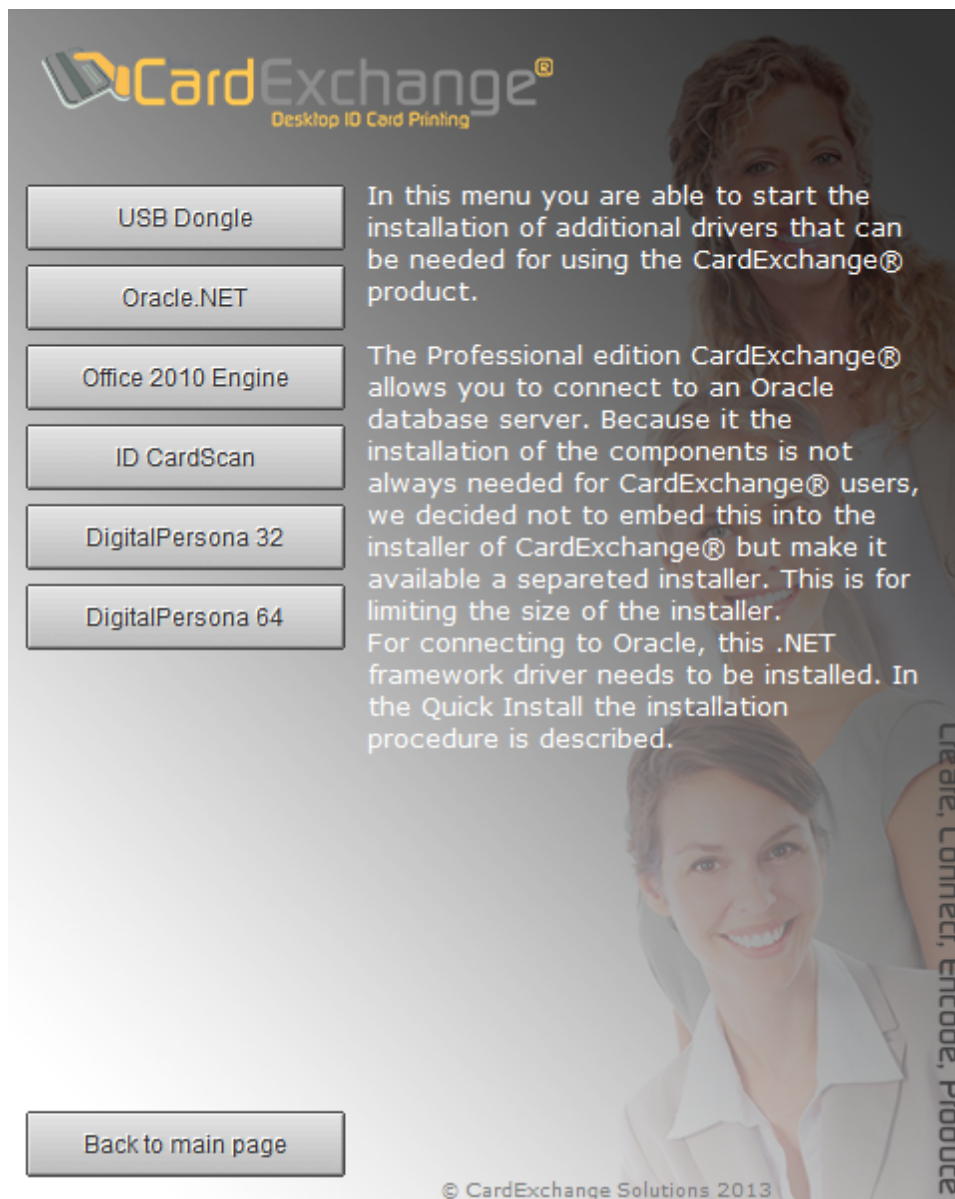 CardExchange®
Desktop ID Card Printing
USB Dongle
Oracle.NET
Office 2010 Engine
ID CardScan
DigitalPersona 32
DigitalPersona 64
In this menu you are able to start the
installation of additional drivers that can
be needed for using the CardExchange®
product.
The Professional edition CardExchange®
allows you to connect to an Oracle
database server. Because it the
installation of the components is not
always needed for CardExchange® users,
we decided not to embed this into the
installer of CardExchange® but make it
available a separeted installer. This is for
limiting the size of the installer.
For connecting to Oracle, this .NET
framework driver needs to be installed. In
the Quick Install the installation
procedure is described.
Create, Connect, Encode, Produce
Back to main page
© CardExchange Solutions 2013